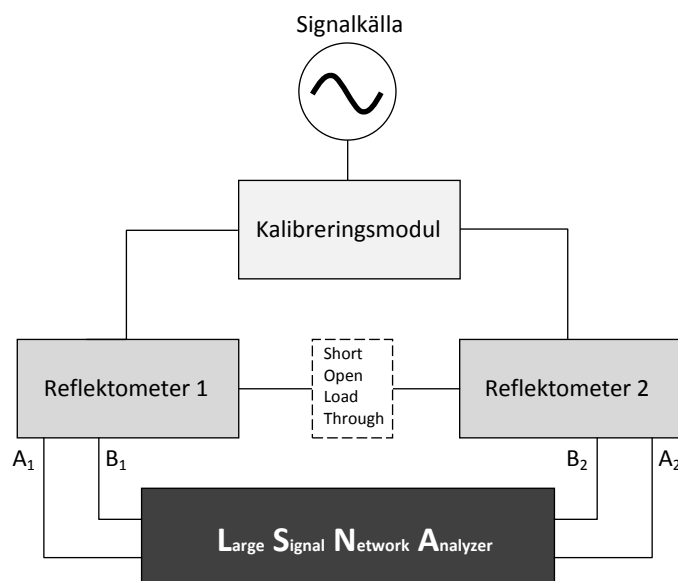 Signalkälla
Kalibreringsmodul
Reflektometer 1
Short
Open
Load
Through
Reflektometer 2
A₁
B₁
B₂
A₂
Large Signal Network Analyzer